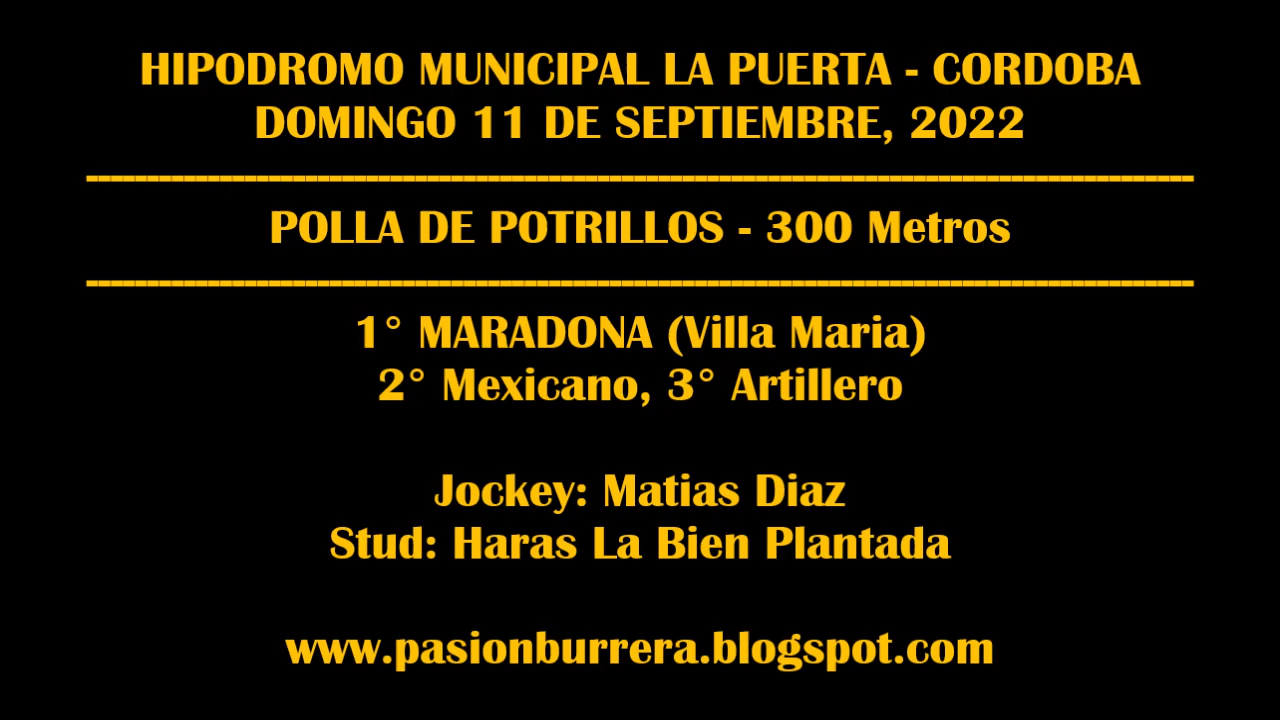 HIPODROMO MUNICIPAL LA PUERTA - CORDOBA
DOMINGO 11 DE SEPTIEMBRE, 2022
POLLA DE POTRILLOS - 300 Metros
1° MARADONA (Villa Maria)
2° Mexicano, 3° Artillero
Jockey: Matias Diaz
Stud: Haras La Bien Plantada
www.pasionburrera.blogspot.com